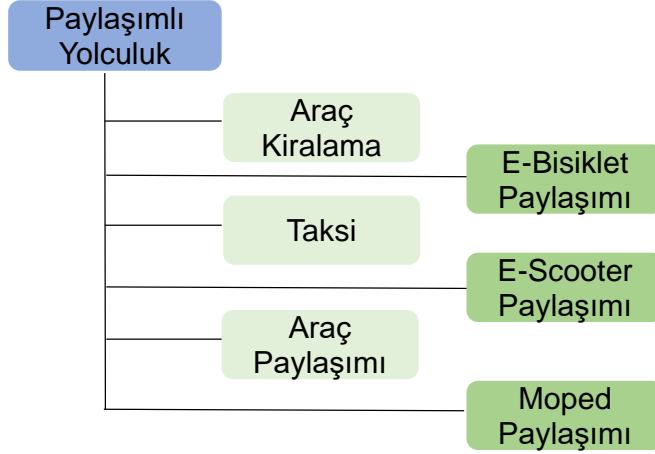 Paylaşımlı
Yolculuk
Araç
Kiralama
E-Bisiklet
Paylaşımı
Taksi
E-Scooter
Paylaşımı
Araç
Paylaşımı
Moped
Paylaşımı